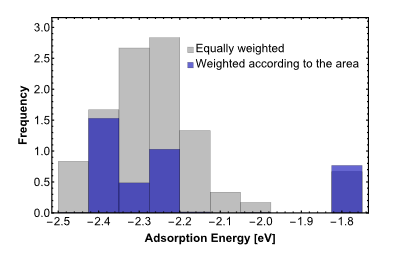 3.0
2.5
2.0
1.5
1.0
0.5
0.0
Frequency
Equally weighted
Weighted according to the area
−2.5 −2.4 −2.3 −2.2 −2.1 −2.0 −1.9 −1.8
Adsorption Energy [eV]